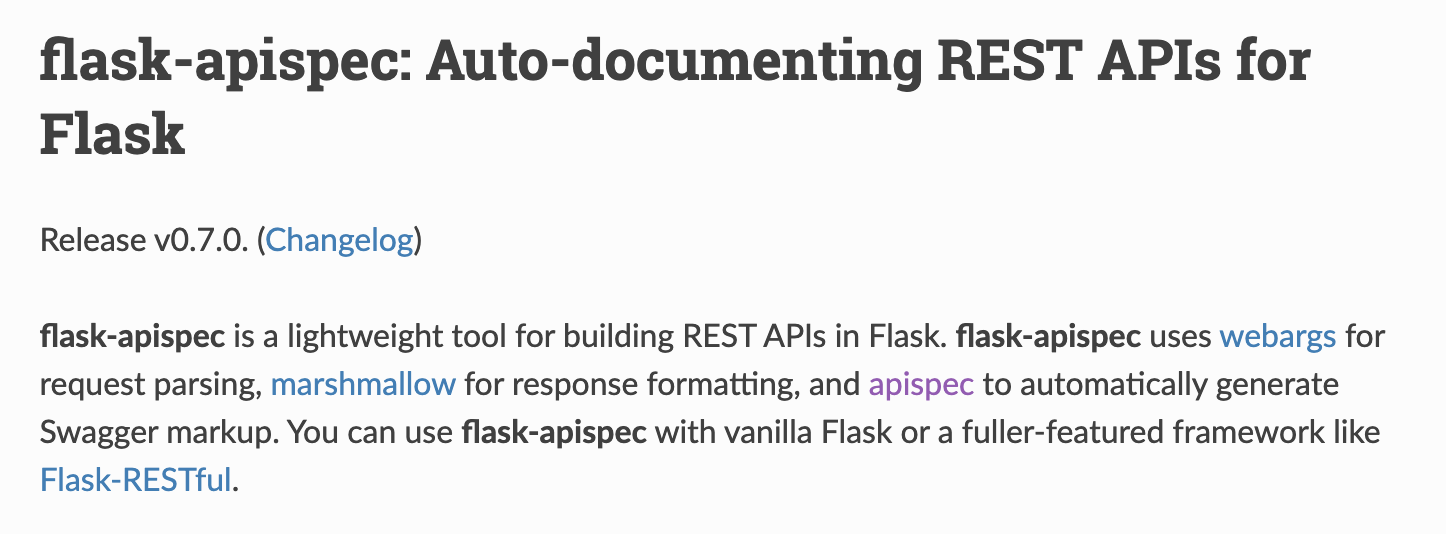 flask-apispec: Auto-documenting REST APIs for
Flask
Release v0.7.0. (Changelog)
flask-apispec is a lightweight tool for building REST APIs in Flask. flask-apispec uses webargs for
request parsing, marshmallow for response formatting, and apispec to automatically generate
Swagger markup. You can use flask-apispec with vanilla Flask or a fuller-featured framework like
Flask-RESTful.